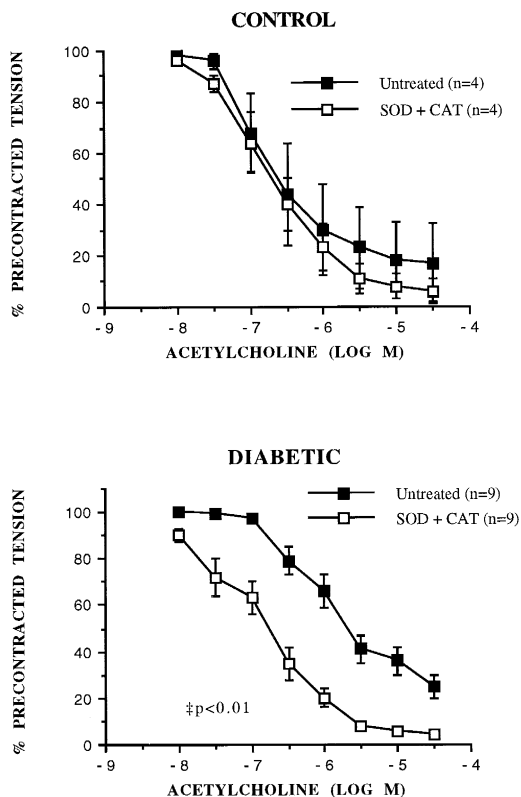 CONTROL
% PRECONTRACTED TENSION
100
80
60
40
20
0
Untreated (n=4)
SOD + CAT (n=4)
-9 -8 -7 -6 -5 -4
ACETYLCHOLINE (LOG M)
DIABETIC
% PRECONTRACTED TENSION
100
80
60
40
20
0
Untreated (n=9)
SOD + CAT (n=9)
‡p<0.01
-9 -8 -7 -6 -5 -4
ACETYLCHOLINE (LOG M)